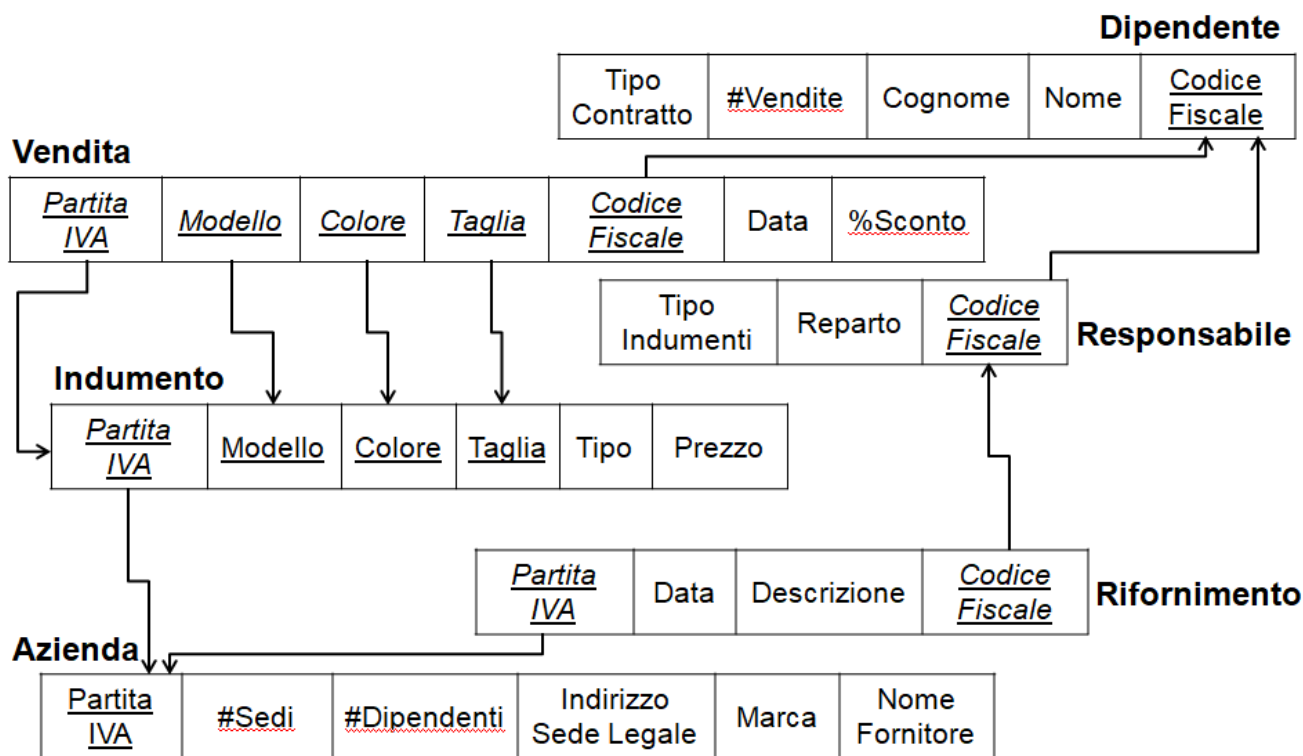 Dipendente
Tipo
Contratto
#Vendite
Cognome
Nome
Codice
Fiscale
Vendita
Partita
IVA
Modello
Colore
Taglia
Codice
Fiscale
Data
%Sconto
Tipo
Indumenti
Reparto
Codice
Fiscale
Responsabile
Indumento
Partita
IVA
Modello
Colore
Taglia
Tipo
Prezzo
Partita
IVA
Data
Descrizione
Codice
Fiscale
Rifornimento
Azienda
Partita
IVA
#Sedi
#Dipendenti
Indirizzo
Sede Legale
Marca
Nome
Fornitore